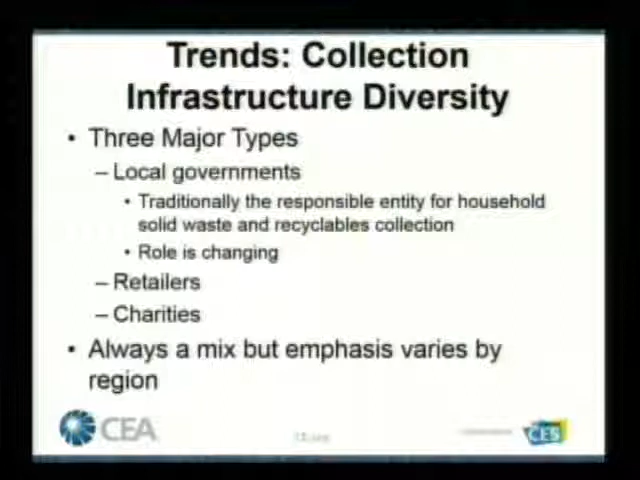 Trends: Collection
Infrastructure Diversity
• Three Major Types
– Local governments
• Traditionally the responsible entity for household
solid waste and recyclables collection
• Role is changing
– Retailers
– Charities
• Always a mix but emphasis varies by
region
CEA
CES